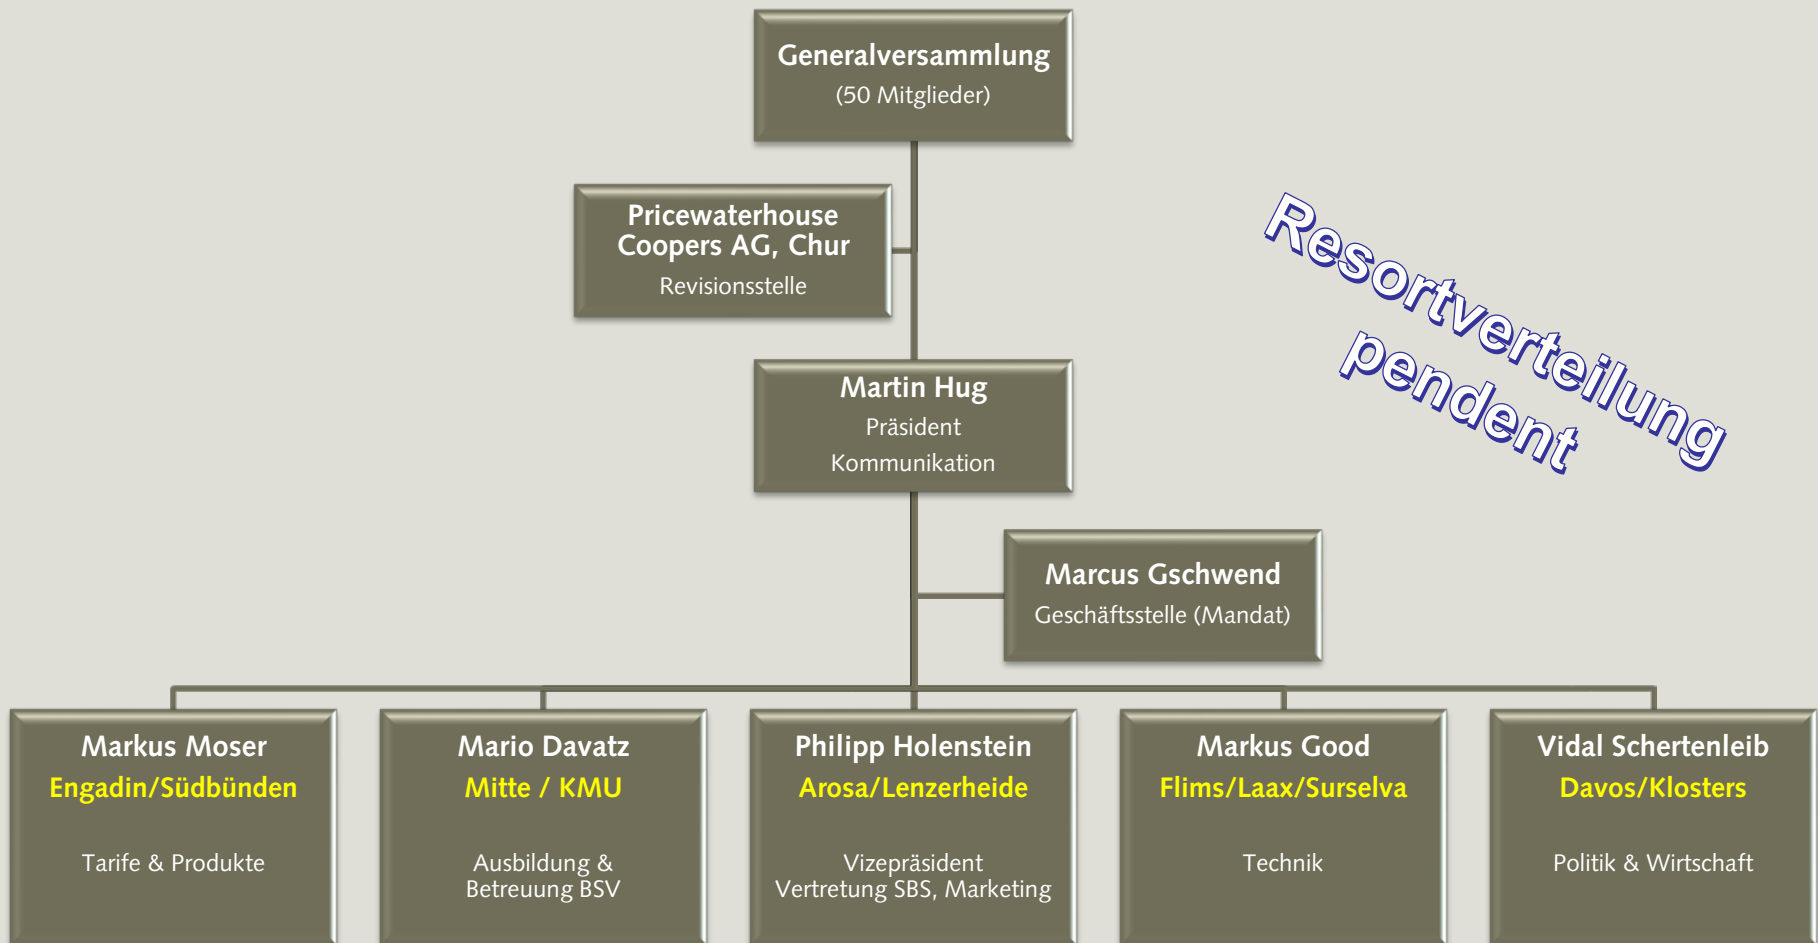 Generalversammlung
(50 Mitglieder)
Pricewaterhouse
Coopers AG, Chur
Revisionsstelle
Resortverteilung
pendent
Martin Hug
Präsident
Kommunikation
Marcus Gschwend
Geschäftsstelle (Mandat)
Markus Moser
Engadin/Südbünden
Tarife & Produkte
Mario Davatz
Mitte / KMU
Ausbildung &
Betreuung BSV
Philipp Holenstein
Arosa/Lenzerheide
Vizepräsident
Vertretung SBS, Marketing
Markus Good
Flims/Laax/Surselva
Technik
Vidal Schertenleib
Davos/Klosters
Politik & Wirtschaft